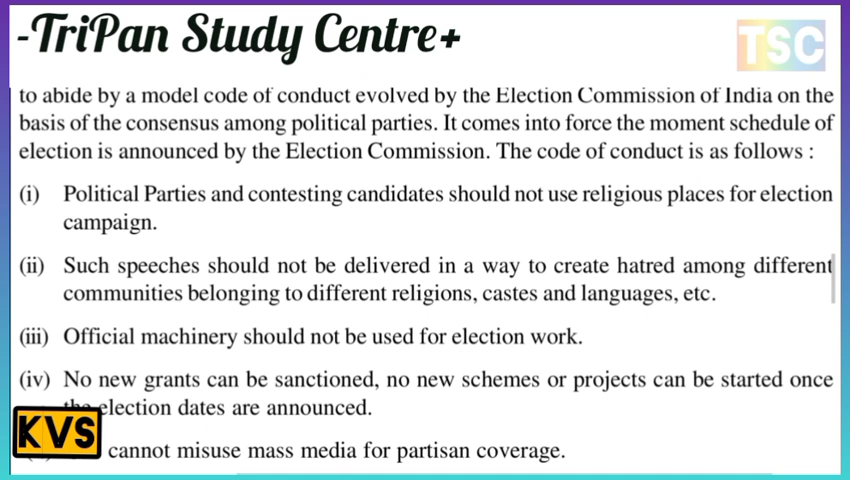 -TriPan Study Centre+
TSC
to abide by a model code of conduct evolved by the Election Commission of India on the
basis of the consensus among political parties. It comes into force the moment schedule of
election is announced by the Election Commission. The code of conduct is as follows :
(i) Political Parties and contesting candidates should not use religious places for election
campaign.
(ii) Such speeches should not be delivered in a way to create hatred among different
communities belonging to different religions, castes and languages, etc.
(iii) Official machinery should not be used for election work.
(iv) No new grants can be sanctioned, no new schemes or projects can be started once
the election dates are announced.
KVS
cannot misuse mass media for partisan coverage.